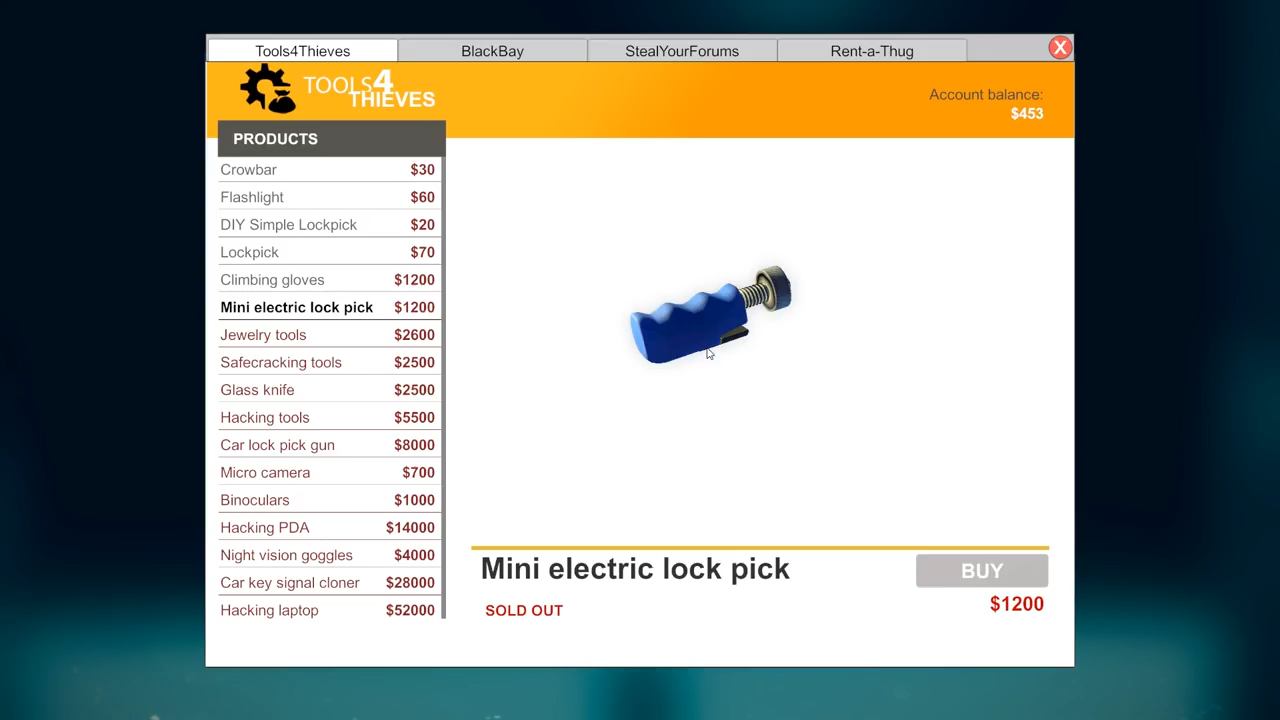 Tools4Thieves BlackBay StealYourForums Rent-a-Thug X
TOOLS4
THIEVES
Account balance:
$453
PRODUCTS
Crowbar $30
Flashlight $60
DIY Simple Lockpick $20
Lockpick $70
Climbing gloves $1200
Mini electric lock pick $1200
Jewelry tools $2600
Safecracking tools $2500
Glass knife $2500
Hacking tools $5500
Car lock pick gun $8000
Micro camera $700
Binoculars $1000
Hacking PDA $14000
Night vision goggles $4000
Car key signal cloner $28000
Hacking laptop $52000
Mini electric lock pick BUY
SOLD OUT $1200